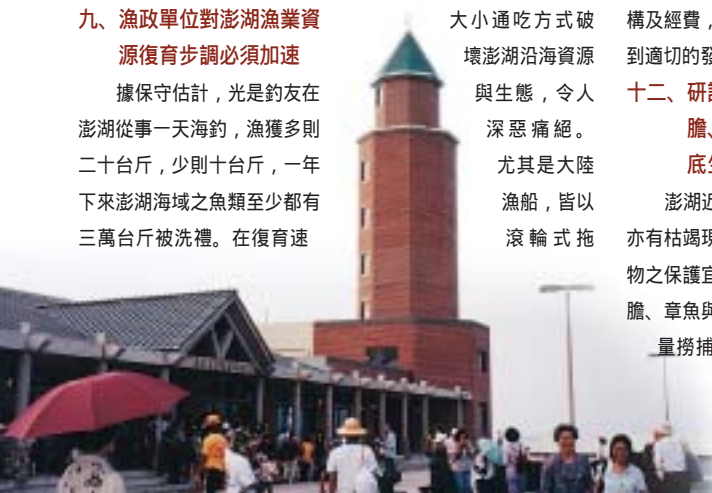 九、漁政單位對澎湖漁業資
源復育步調必須加速
據保守估計，光是釣友在
澎湖從事一天海釣，漁獲多則
二十台斤，少則十台斤，一年
下來澎湖海域之魚類至少都有
三萬台斤被洗禮。在復育速
大小通吃方式破
壞澎湖沿海資源
與生態，令人
深惡痛絕。
尤其是大陸
漁船，皆以
滾輪式拖
構及經費，
到適切的發
十二、研
膽、
底
澎湖近
亦有枯竭現
物之保護宜
膽、章魚與
量撈捕